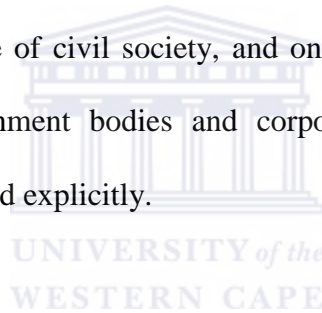 e of civil society, and on
nment bodies and corpo
d explicitly.
UNIVERSITY of the
WESTERN CAPE